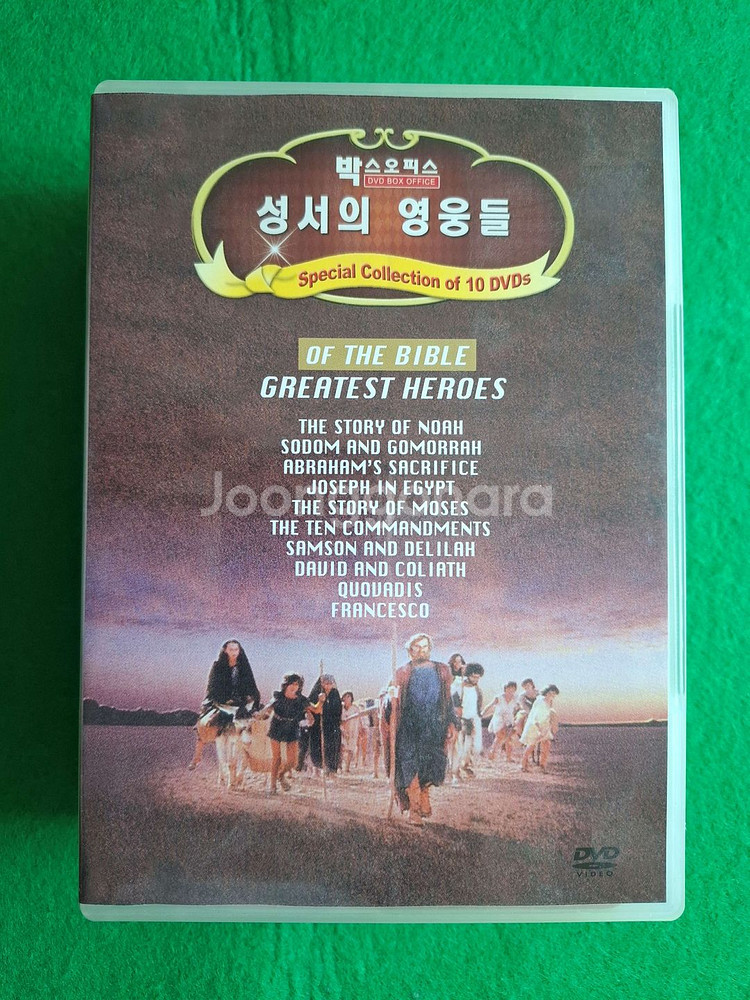 박스오피스
DVD BOX OFFICE
성서의 영웅들
Special Collection of 10 DVDs
OF THE BIBLE
GREATEST HEROES
THE STORY OF NOAH
SODOM AND GOMORRAH
ABRAHAM'S SACRIFICE
JOSEPH IN EGYPT
THE STORY OF MOSES
THE TEN COMMANDMENTS
SAMSON AND DELILAH
DAVID AND COLIATH
QUOVADIS
FRANCESCO
Joonggonara
DVD
VIDEO